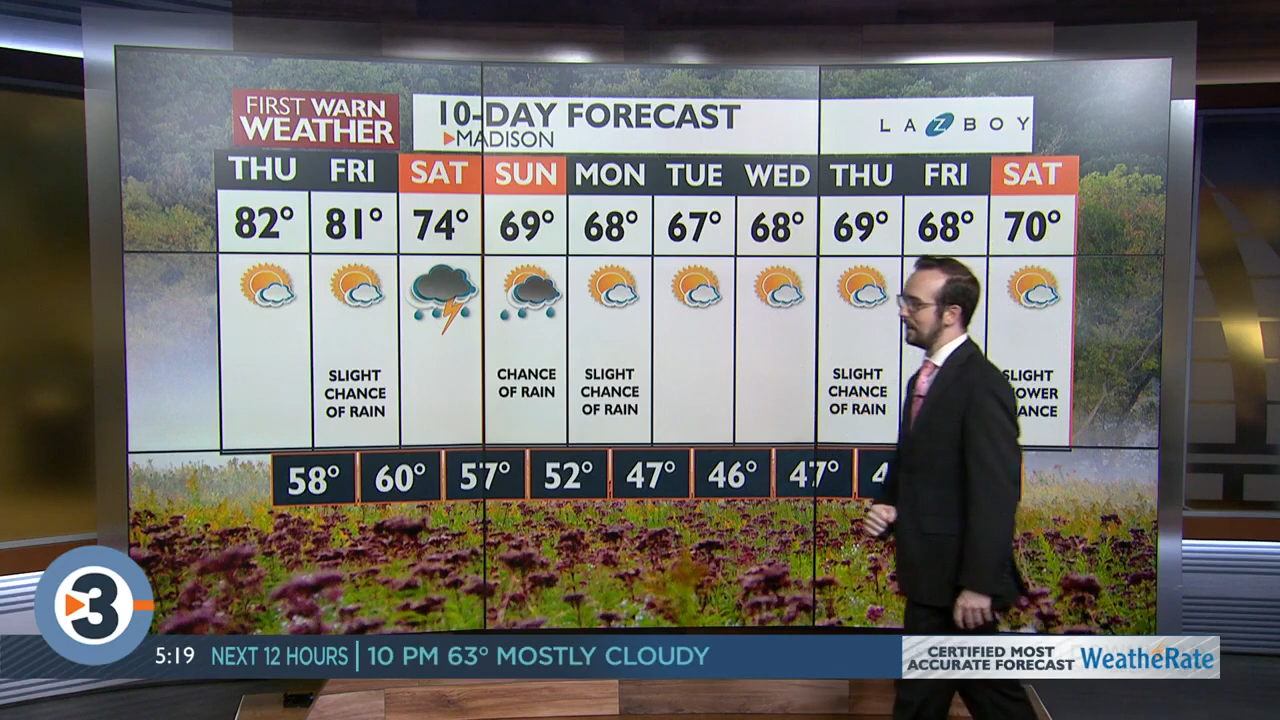 FIRST WARN
WEATHER
10-DAY FORECAST
MADISON
LAZBOY
THU FRI SAT SUN MON TUE WED THU FRI SAT
82° 81° 74° 69° 68° 67° 68° 69° 68° 70°
SLIGHT
CHANCE
OF RAIN
CHANCE
OF RAIN
SLIGHT
CHANCE
OF RAIN
SLIGHT
CHANCE
OF RAIN
58° 60° 57° 52° 47° 46° 47°
3
5:19 NEXT 12 HOURS | 10 PM 63° MOSTLY CLOUDY
CERTIFIED MOST
ACCURATE FORECAST
WeatheRate